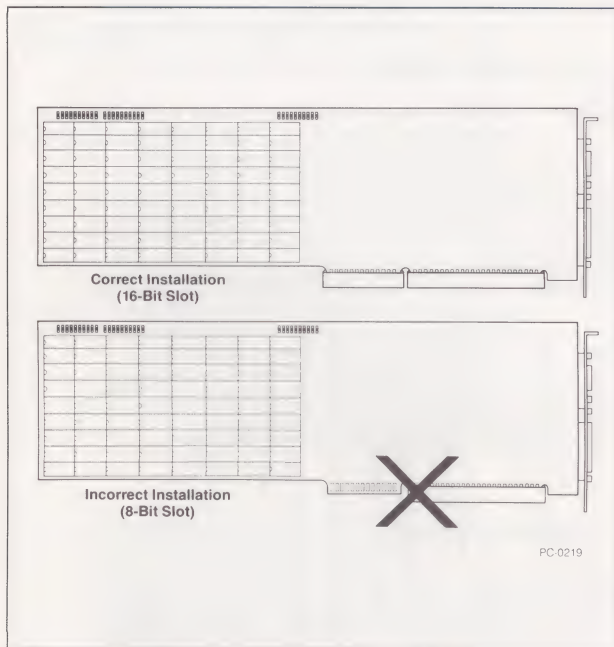 Correct Installation
(16-Bit Slot)
Incorrect Installation
(8-Bit Slot)
PC-0219